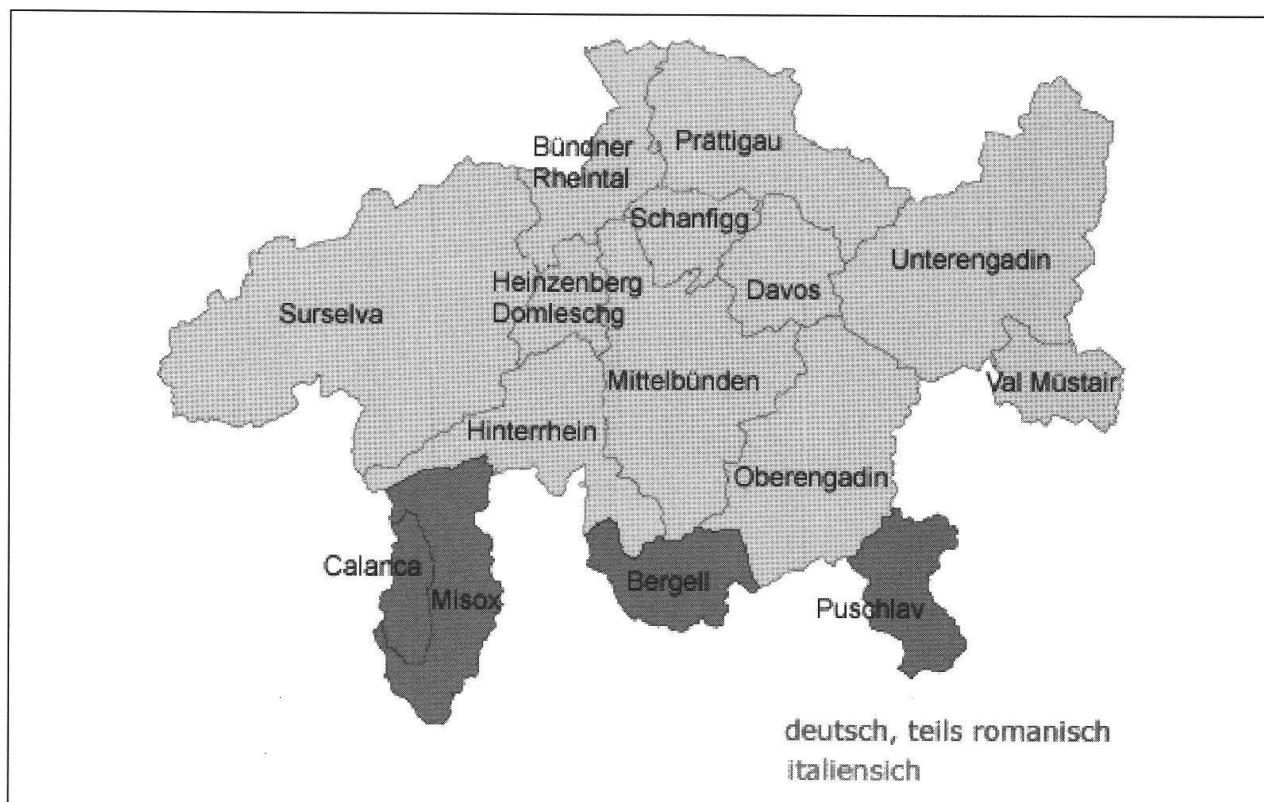 Bündner
Rheintal
Prättigau
Schanfigg
Unterengadin
Heinzenberg
Domleschg
Davos
Surselva
Mittelbünden
Val Müstair
Hinterrhein
Oberengadin
Calanca
Misox
Bergell
Puschlav
deutsch, teils romanisch
italiensich